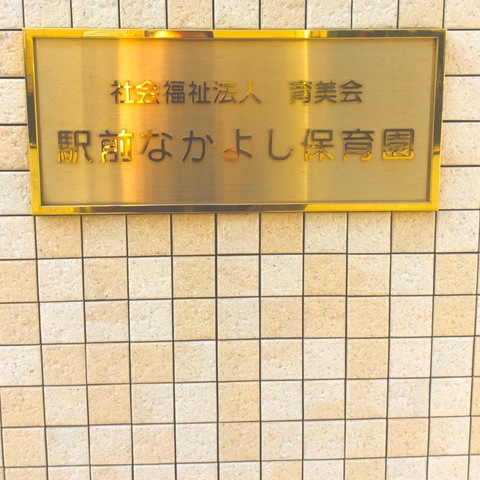 社会福祉法人　育美会
駅前なかよし保育園